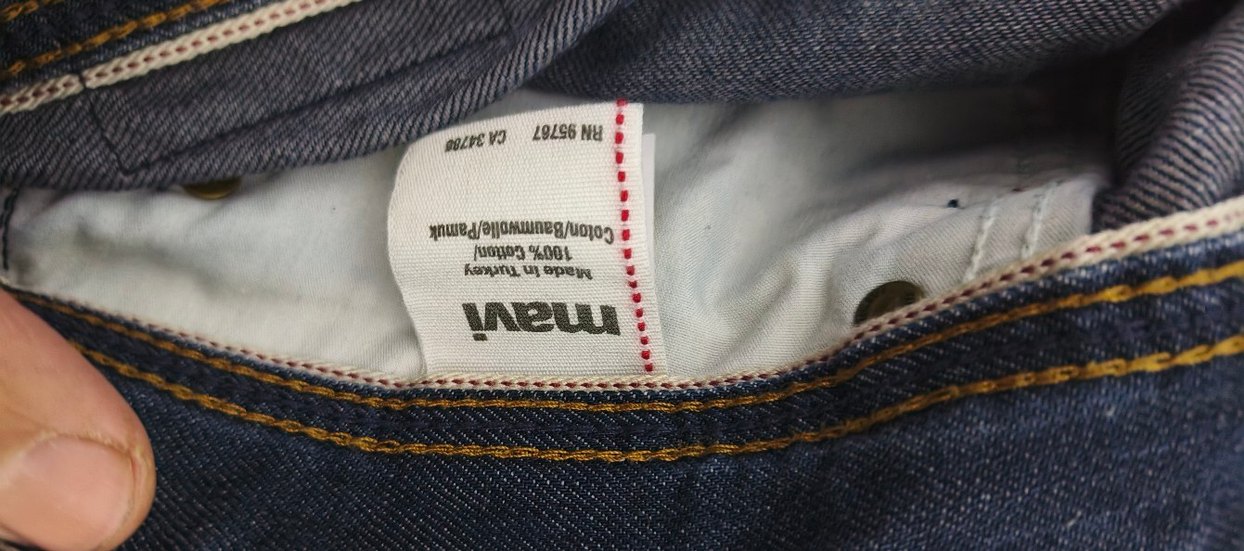 mavi
Made in Turkey
100% Cotton/
Coton/Baumwolle/Pamuk
RN 95767
CA 34788